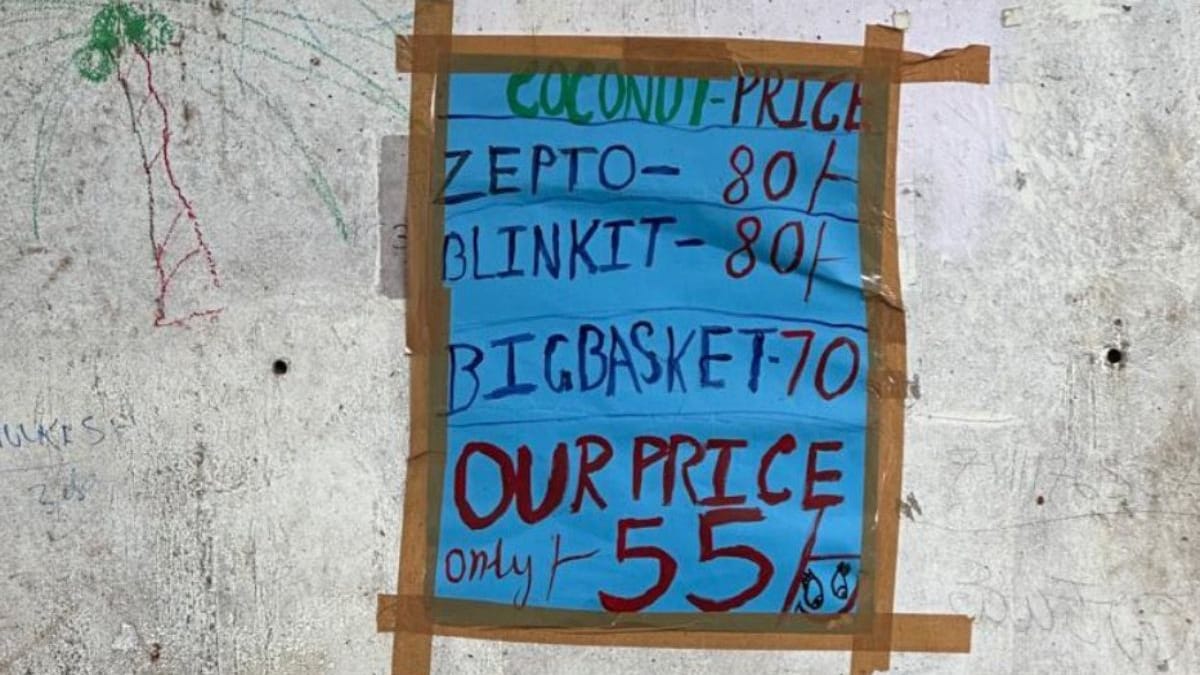 COCONUT-PRICE
ZEPTO- 80/-
BLINKIT- 80/-
BIGBASKET-70
OUR PRICE
only /- 55/-